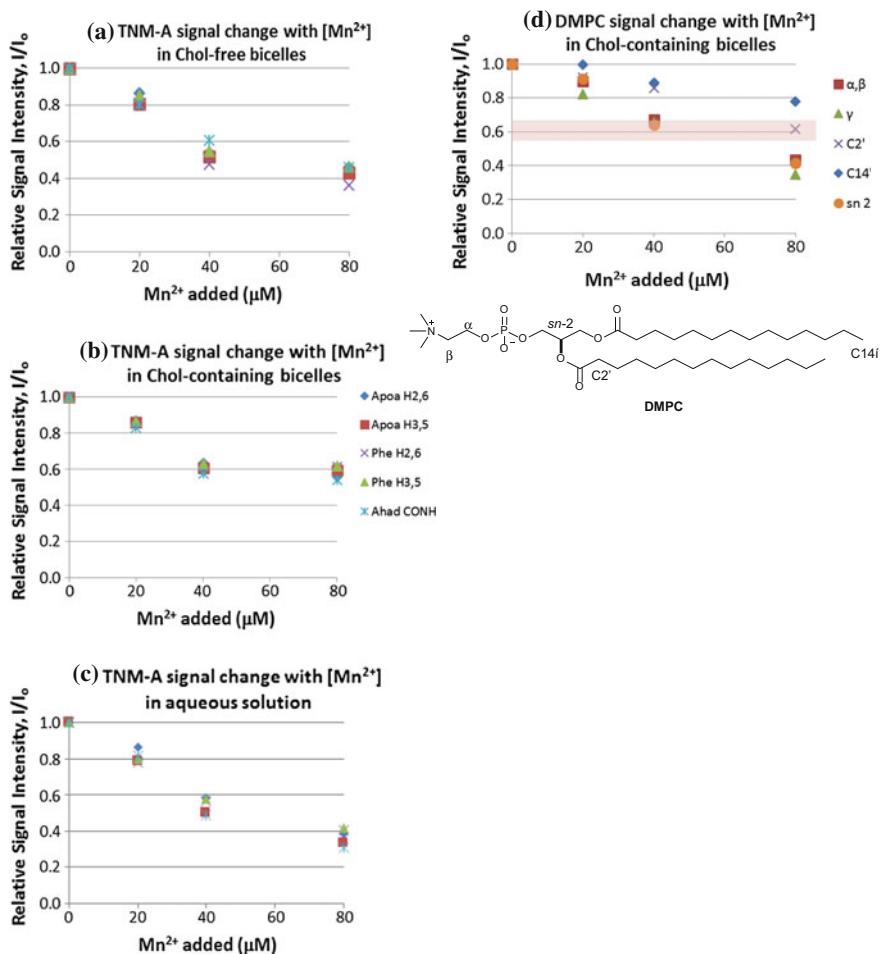 (a) TNM-A signal change with [Mn²⁺]
in Chol-free bicelles
Relative Signal Intensity, I/Iₒ
1.0
0.8
0.6
0.4
0.2
0.0
0
20
40
60
80
Mn²⁺ added (μM)
(b) TNM-A signal change with [Mn²⁺]
in Chol-containing bicelles
Relative Signal Intensity, I/Iₒ
1.0
0.8
0.6
0.4
0.2
0.0
0
20
40
60
80
Mn²⁺ added (μM)
Apoa H2,6
Apoa H3,5
Phe H2,6
Phe H3,5
Ahad CONH
(c) TNM-A signal change with [Mn²⁺]
in aqueous solution
Relative Signal Intensity, I/Iₒ
1.0
0.8
0.6
0.4
0.2
0.0
0
20
40
60
80
Mn²⁺ added (μM)
(d) DMPC signal change with [Mn²⁺]
in Chol-containing bicelles
Relative Signal Intensity, I/Iₒ
1.0
0.8
0.6
0.4
0.2
0.0
0
20
40
60
80
Mn²⁺ added (μM)
α,β
γ
C2'
C14'
sn 2
N
+
β
α
O
P
O
O⁻
O
sn-2
O
O
O
O
C2'
C14í
DMPC